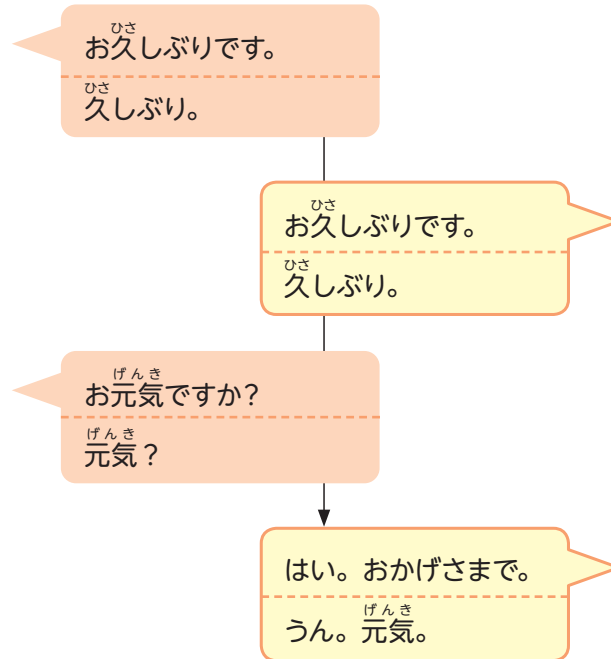 お久しぶりです。
久しぶり。
お久しぶりです。
久しぶり。
お元気ですか？
元気？
はい。おかげさまで。
うん。元気。